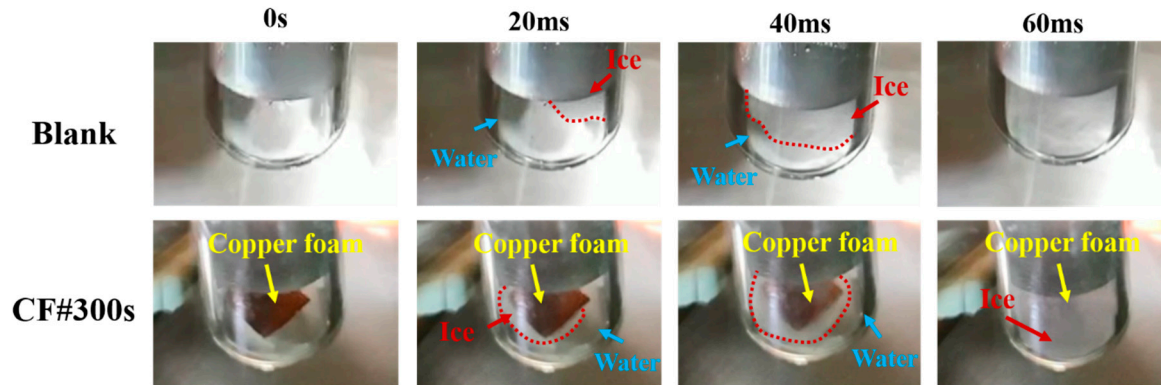 0s
20ms
40ms
60ms
Blank
Ice
Water
Ice
Water
CF#300s
Copper foam
Copper foam
Ice
Water
Copper foam
Water
Copper foam
Ice